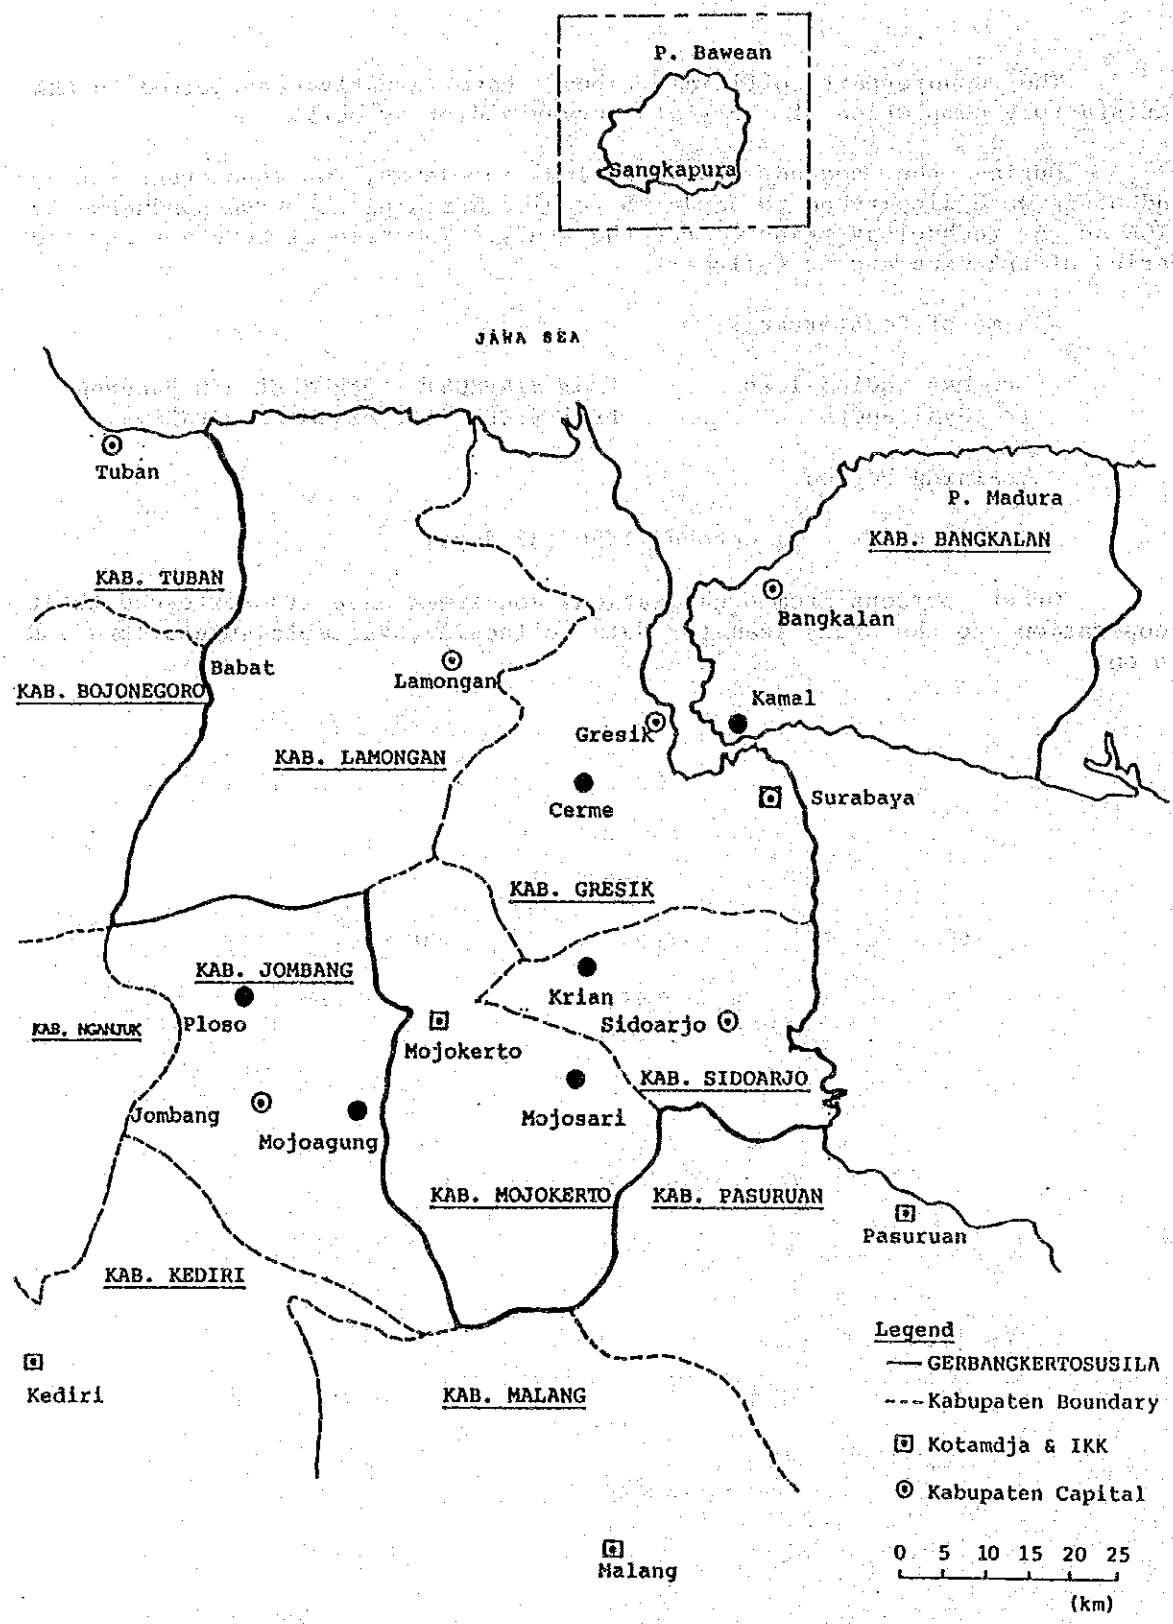 P. Bawean
Sangkapura
JAWA SEA
Tuban
P. Madura
KAB. BANGKALAN
KAB. TUBAN
Bangkalan
Babat
Lamongan
KAB. BOJONEGORO
Kamal
Gresik
KAB. LAMONGAN
Cerme
Surabaya
KAB. GRESIK
KAB. JOMBANG
Krian
KAB. NGANJUK
Ploso
Sidoarjo
Mojokerto
KAB. SIDOARJO
Jombang
Mojosari
Mojoagung
KAB. MOJOKERTO
KAB. PASURUAN
Pasuruan
KAB. KEDIRI
Legend
GERBANGKERTOSUSILA
Kediri
KAB. MALANG
Kabupaten Boundary
Kotamdja & IKK
Kabupaten Capital
0 5 10 15 20 25
Malang
(km)